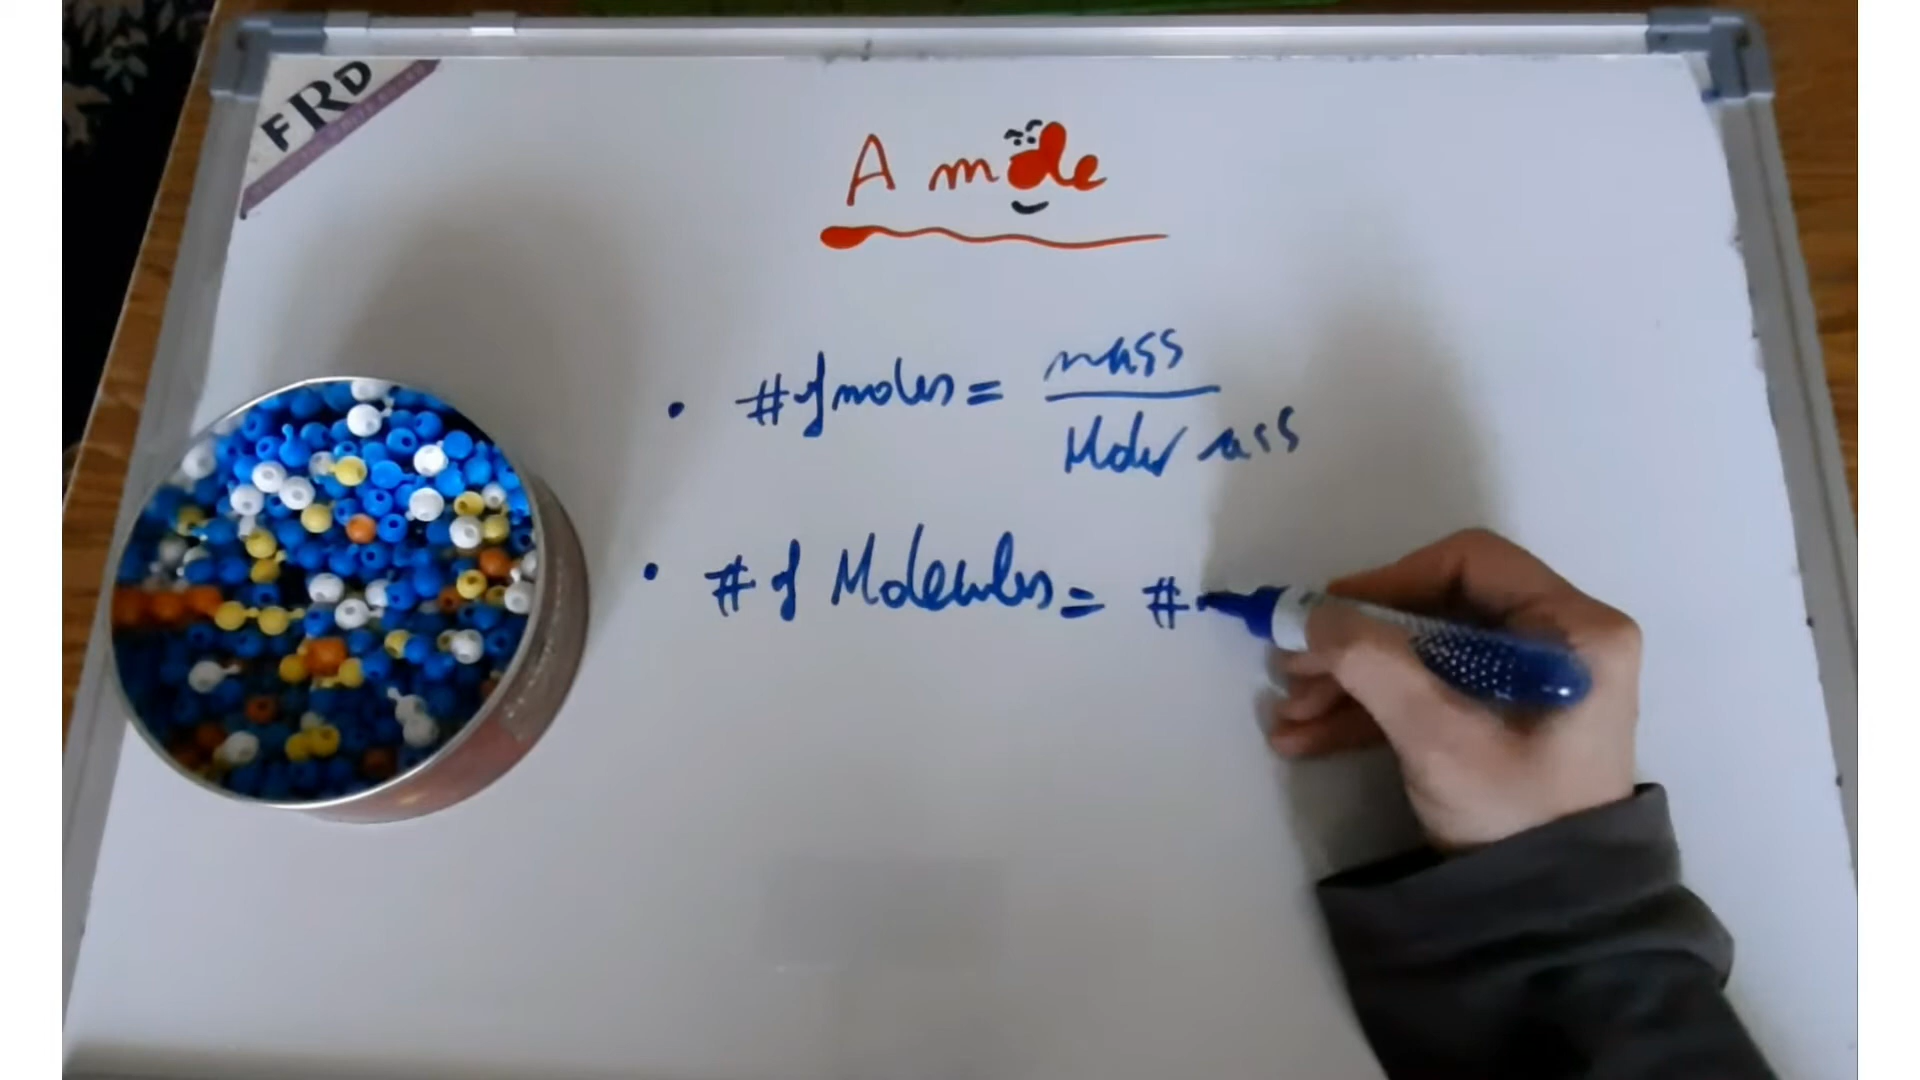 FRD
A mole
• # of moles = mass
Molar mass
• # of Molecules = #